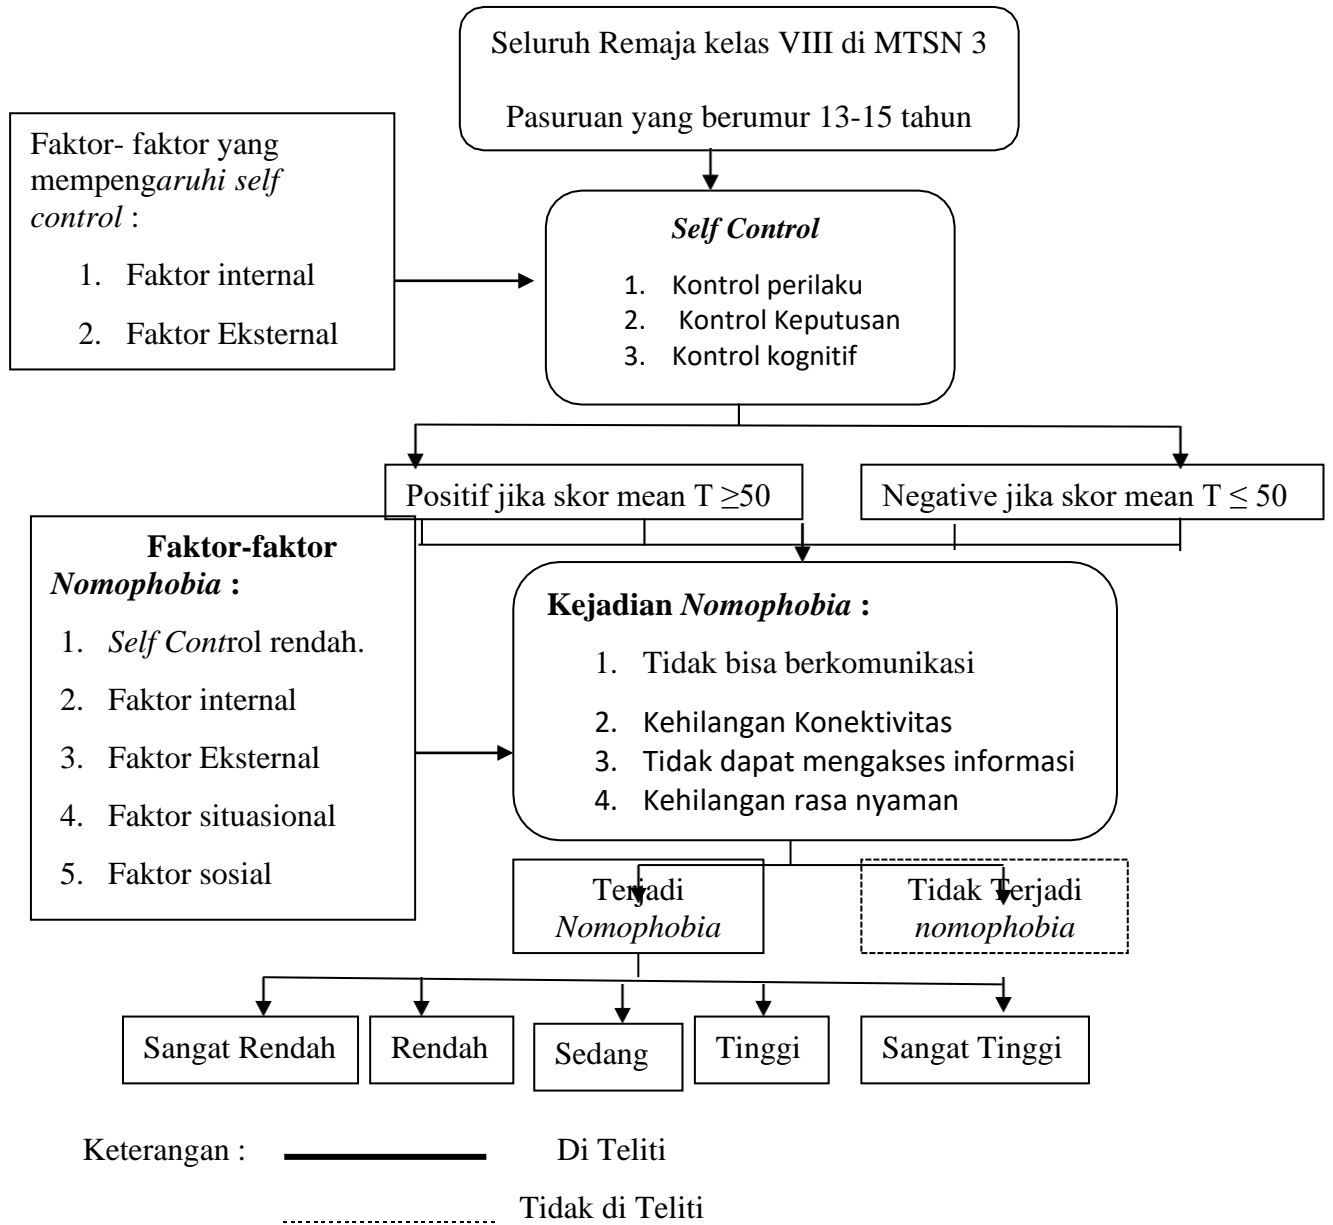 Seluruh Remaja kelas VIII di MTSN 3
Pasuruan yang berumur 13-15 tahun
Faktor- faktor yang
mempengaruhi self
control :
1. Faktor internal
2. Faktor Eksternal
Self Control
1. Kontrol perilaku
2. Kontrol Keputusan
3. Kontrol kognitif
Positif jika skor mean T ≥50
Negative jika skor mean T ≤ 50
Faktor-faktor
Nomophobia :
1. Self Control rendah.
2. Faktor internal
3. Faktor Eksternal
4. Faktor situasional
5. Faktor sosial
Kejadian Nomophobia :
1. Tidak bisa berkomunikasi
2. Kehilangan Konektivitas
3. Tidak dapat mengakses informasi
4. Kehilangan rasa nyaman
Terjadi
Nomophobia
Tidak Terjadi
nomophobia
Sangat Rendah
Rendah
Sedang
Tinggi
Sangat Tinggi
Keterangan :
Di Teliti
Tidak di Teliti